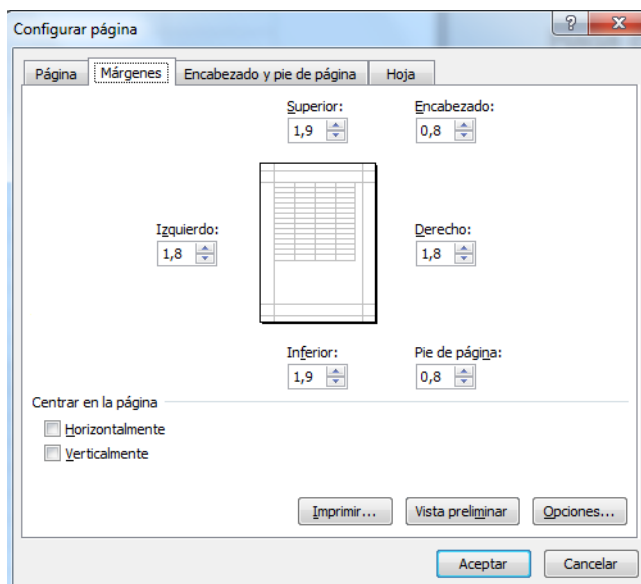 Configurar página
Página Márgenes Encabezado y pie de página Hoja
Superior: Encabezado:
1,9 0,8
Izquierdo: Derecho:
1,8 1,8
Inferior: Pie de página:
1,9 0,8
Centrar en la página
Horizontalmente
Verticalmente
Imprimir... Vista preliminar Opciones...
Aceptar Cancelar